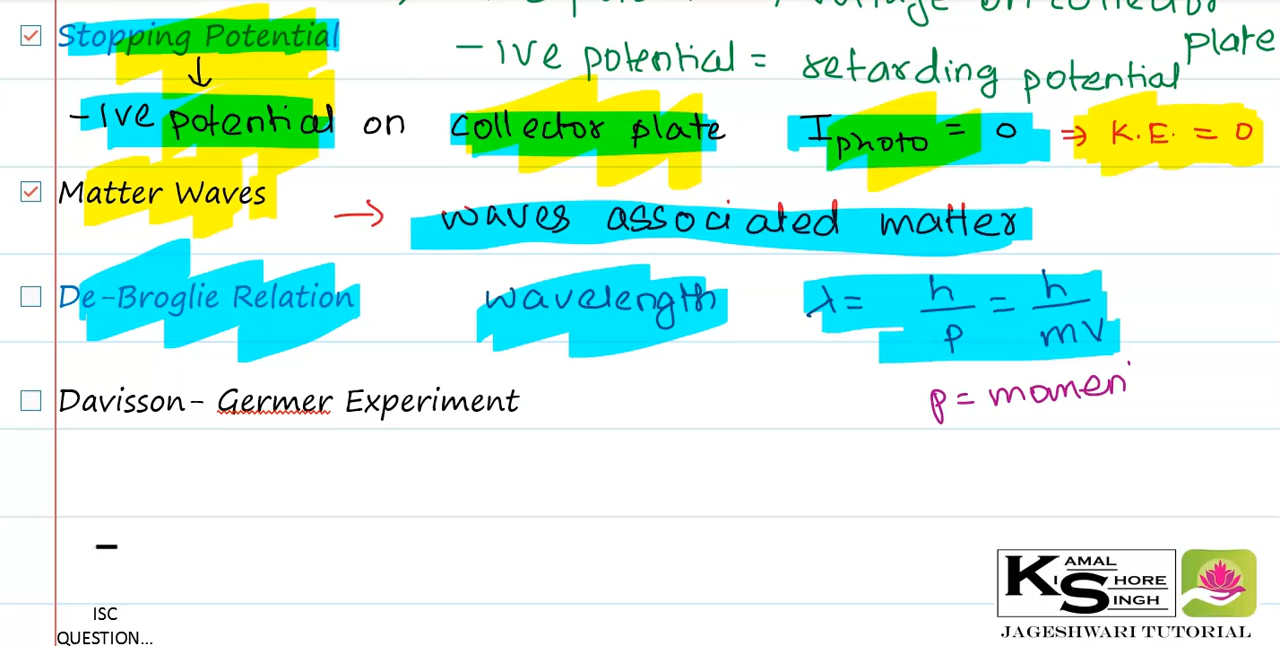 Stopping Potential
-ive potential = retarding potential plate
↓
-ive potential on collector plate I photo = 0 ⇒ K.E. = 0
Matter Waves
→ waves associated matter
De-Broglie Relation wavelength λ = h/p = h/mv
Davisson- Germer Experiment p = momen
–
KAMAL
KISHORE
SINGH
JAGESHWARI TUTORIAL
ISC
QUESTION...